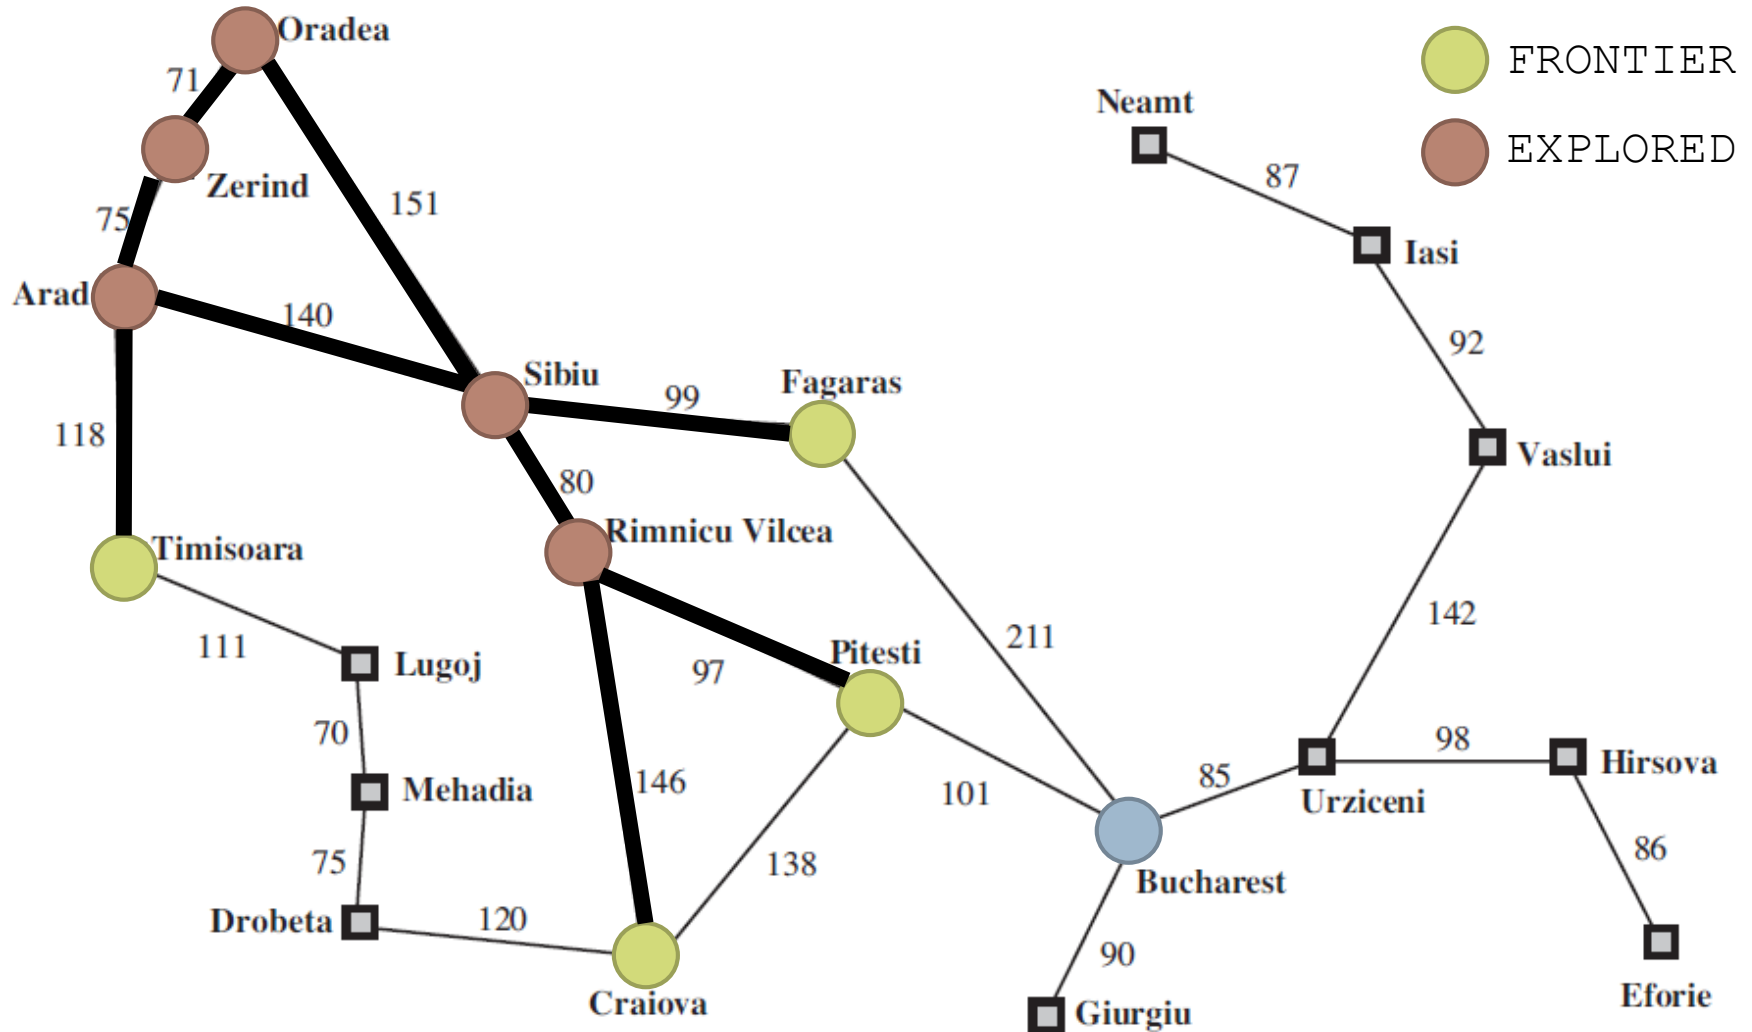 Oradea
FRONTIER
71
Neamt
EXPLORED
87
Zerind
151
75
Iasi
Arad
140
92
Sibiu
Fagaras
99
118
Vaslui
80
Rimnicu Vilcea
Timisoara
142
211
111
Lugoj
Pitesti
97
70
98
Hirsova
146
85
Mehadia
101
Urziceni
75
138
86
Bucharest
Drobeta
120
90
Craiova
Eforie
Giurgiu